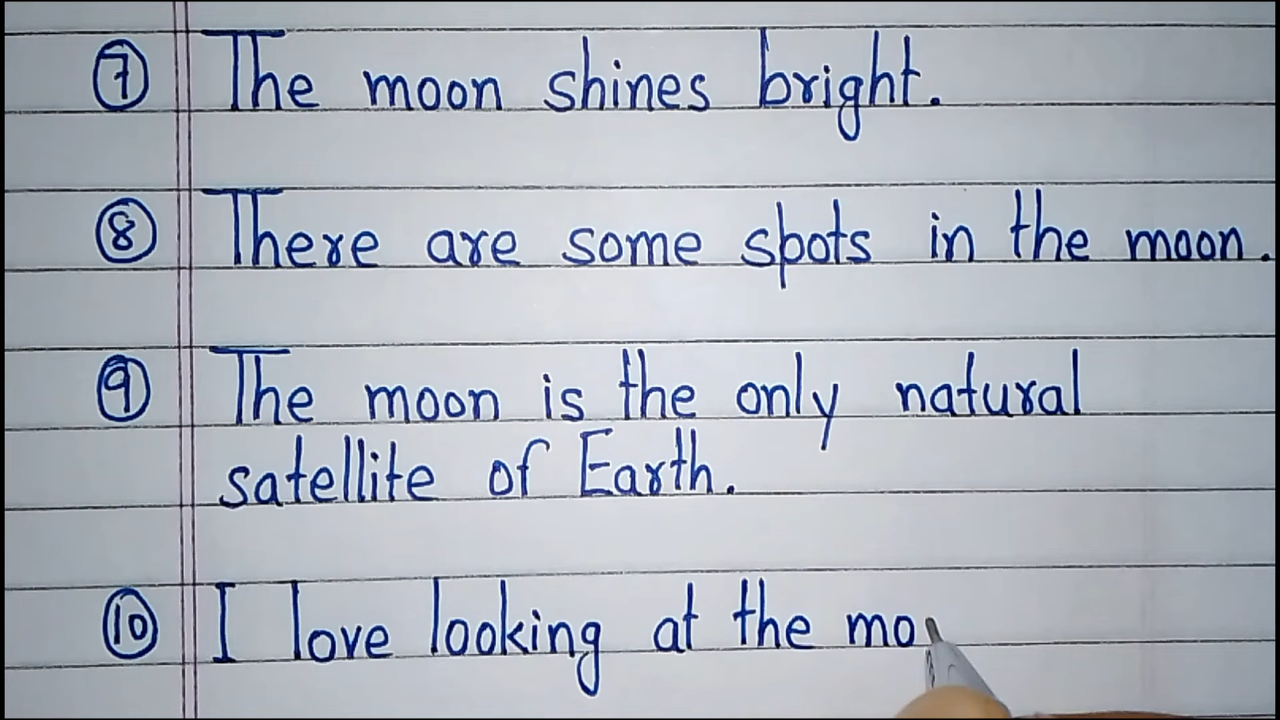 7 The moon shines bright.
8 There are some spots in the moon.
9 The moon is the only natural
satellite of Earth.
10 I love looking at the mo